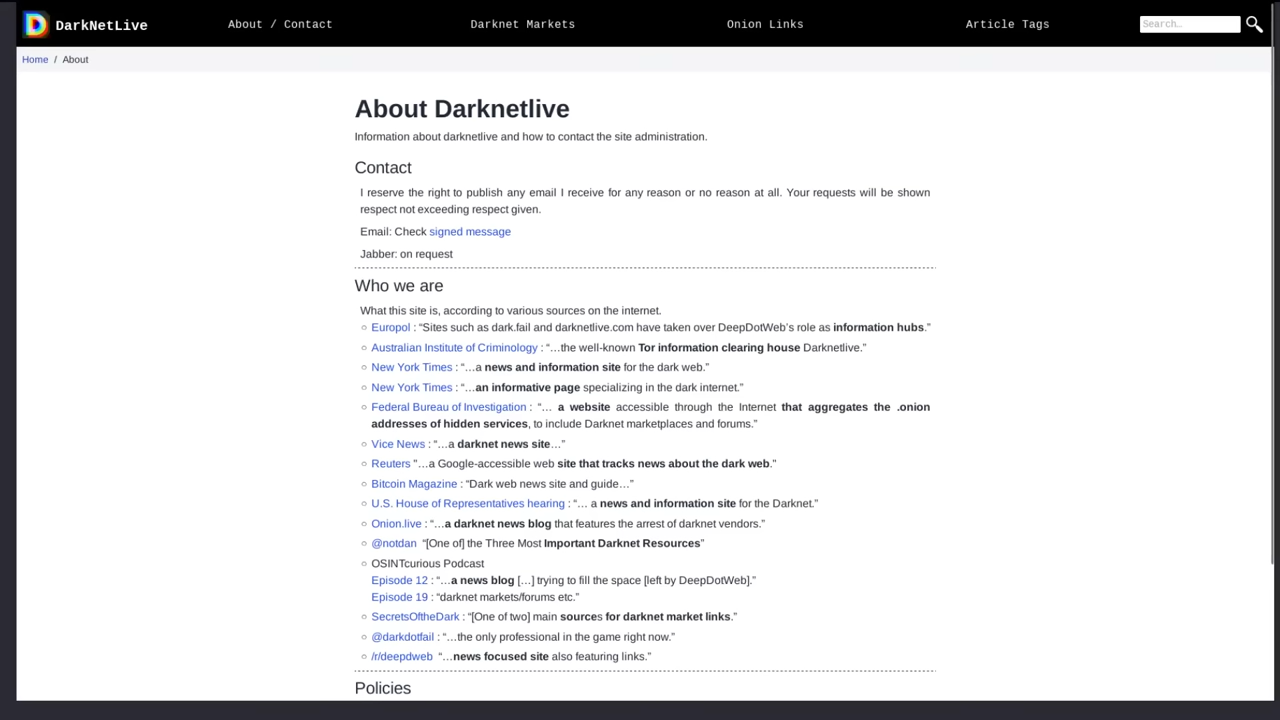 DarkNetLive
About / Contact
Darknet Markets
Onion Links
Article Tags
Search…
Home / About
About Darknetlive
Information about darknetlive and how to contact the site administration.
Contact
I reserve the right to publish any email I receive for any reason or no reason at all. Your requests will be shown
respect not exceeding respect given.
Email: Check signed message
Jabber: on request
Who we are
What this site is, according to various sources on the internet.
○ Europol : “Sites such as dark.fail and darknetlive.com have taken over DeepDotWeb’s role as information hubs.”
○ Australian Institute of Criminology : “…the well-known Tor information clearing house Darknetlive.”
○ New York Times : “…a news and information site for the dark web.”
○ New York Times : “…an informative page specializing in the dark internet.”
○ Federal Bureau of Investigation : “… a website accessible through the Internet that aggregates the .onion
addresses of hidden services, to include Darknet marketplaces and forums.”
○ Vice News : “…a darknet news site…”
○ Reuters "…a Google-accessible web site that tracks news about the dark web."
○ Bitcoin Magazine : “Dark web news site and guide…”
○ U.S. House of Representatives hearing : “… a news and information site for the Darknet.”
○ Onion.live : “…a darknet news blog that features the arrest of darknet vendors.”
○ @notdan “[One of] the Three Most Important Darknet Resources”
○ OSINTcurious Podcast
Episode 12 : “…a news blog […] trying to fill the space [left by DeepDotWeb].”
Episode 19 : “darknet markets/forums etc.”
○ SecretsOftheDark : “[One of two] main sources for darknet market links.”
○ @darkdotfail : “…the only professional in the game right now.”
○ /r/deepdweb “…news focused site also featuring links.”
Policies